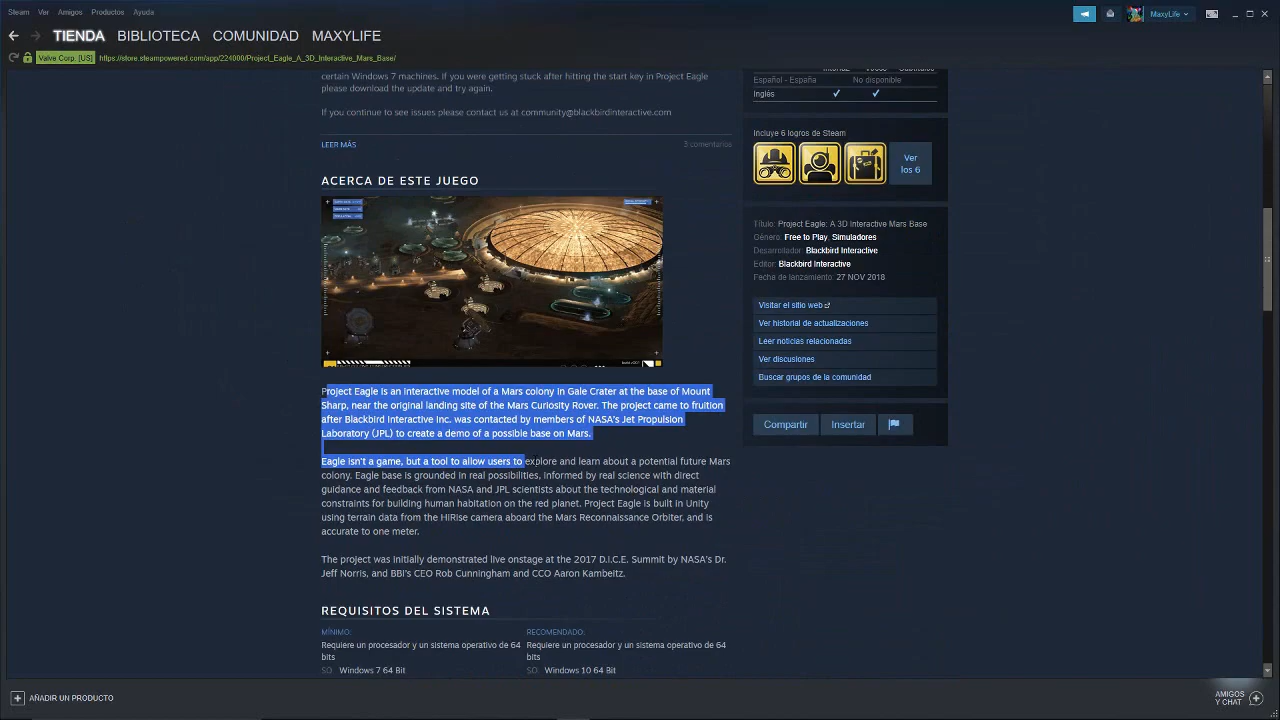 Steam Ver Amigos Productos Ayuda
MaxyLife
TIENDA BIBLIOTECA COMUNIDAD MAXYLIFE
Valve Corp. [US] https://store.steampowered.com/app/224000/Project_Eagle_A_3D_Interactive_Mars_Base/
certain Windows 7 machines. If you were getting stuck after hitting the start key in Project Eagle
please download the update and try again.
If you continue to see issues please contact us at community@blackbirdinteractive.com
LEER MÁS
3 comentarios
ACERCA DE ESTE JUEGO
Project Eagle is an interactive model of a Mars colony in Gale Crater at the base of Mount
Sharp, near the original landing site of the Mars Curiosity Rover. The project came to fruition
after Blackbird Interactive Inc. was contacted by members of NASA's Jet Propulsion
Laboratory (JPL) to create a demo of a possible base on Mars.
Eagle isn't a game, but a tool to allow users to explore and learn about a potential future Mars
colony. Eagle base is grounded in real possibilities, informed by real science with direct
guidance and feedback from NASA and JPL scientists about the technological and material
constraints for building human habitation on the red planet. Project Eagle is built in Unity
using terrain data from the HiRise camera aboard the Mars Reconnaissance Orbiter, and is
accurate to one meter.
The project was initially demonstrated live onstage at the 2017 D.I.C.E. Summit by NASA's Dr.
Jeff Norris, and BBI's CEO Rob Cunningham and CCO Aaron Kambeitz.
REQUISITOS DEL SISTEMA
MÍNIMO:
Requiere un procesador y un sistema operativo de 64
bits
SO: Windows 7 64 Bit
RECOMENDADO:
Requiere un procesador y un sistema operativo de 64
bits
SO: Windows 10 64 Bit
Español - España No disponible
Inglés ✔ ✔
Incluye 6 logros de Steam
Ver
los 6
Título: Project Eagle: A 3D Interactive Mars Base
Género: Free to Play, Simuladores
Desarrollador: Blackbird Interactive
Editor: Blackbird Interactive
Fecha de lanzamiento: 27 NOV 2018
Visitar el sitio web
Ver historial de actualizaciones
Leer noticias relacionadas
Ver discusiones
Buscar grupos de la comunidad
Compartir Insertar
AÑADIR UN PRODUCTO
AMIGOS
Y CHAT